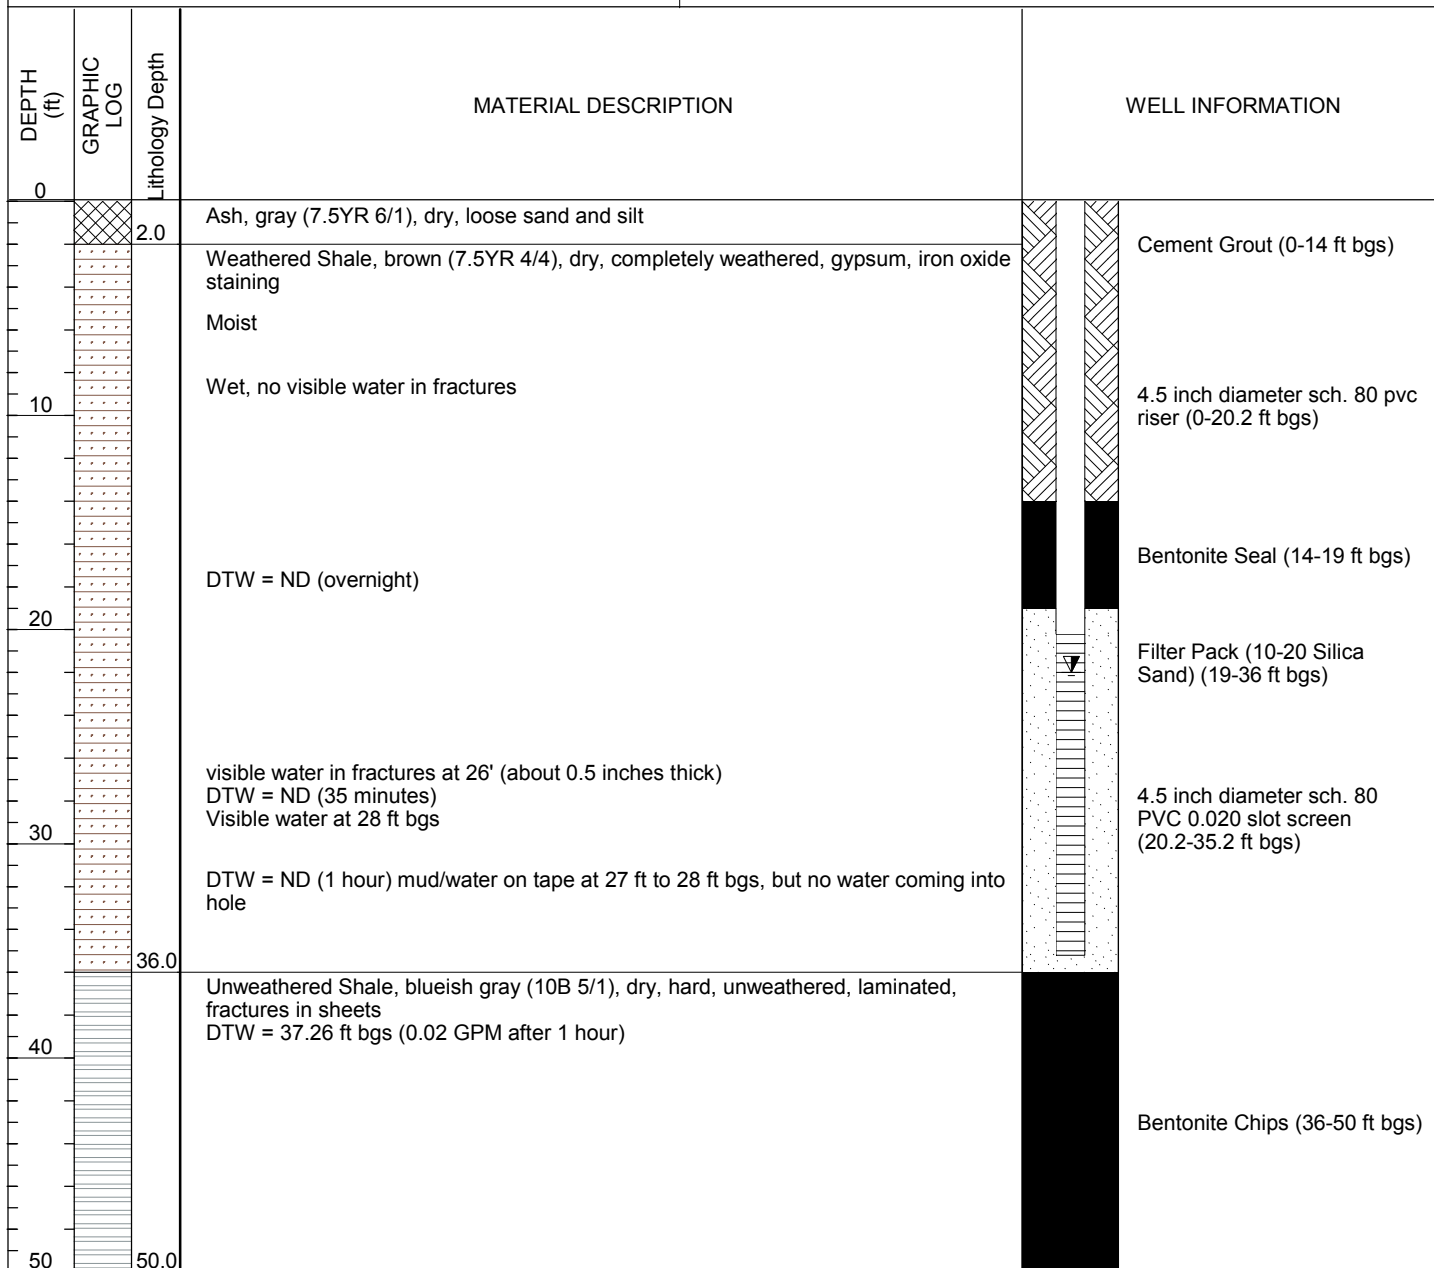 DEPTH
(ft)
GRAPHIC
LOG
Lithology Depth
MATERIAL DESCRIPTION
WELL INFORMATION
0
Ash, gray (7.5YR 6/1), dry, loose sand and silt
2.0
Cement Grout (0-14 ft bgs)
Weathered Shale, brown (7.5YR 4/4), dry, completely weathered, gypsum, iron oxide
staining
Moist
Wet, no visible water in fractures
10
4.5 inch diameter sch. 80 pvc
riser (0-20.2 ft bgs)
Bentonite Seal (14-19 ft bgs)
DTW = ND (overnight)
20
Filter Pack (10-20 Silica
Sand) (19-36 ft bgs)
visible water in fractures at 26' (about 0.5 inches thick)
DTW = ND (35 minutes)
Visible water at 28 ft bgs
4.5 inch diameter sch. 80
PVC 0.020 slot screen
(20.2-35.2 ft bgs)
30
DTW = ND (1 hour) mud/water on tape at 27 ft to 28 ft bgs, but no water coming into
hole
36.0
Unweathered Shale, blueish gray (10B 5/1), dry, hard, unweathered, laminated,
fractures in sheets
DTW = 37.26 ft bgs (0.02 GPM after 1 hour)
40
Bentonite Chips (36-50 ft bgs)
50
50.0